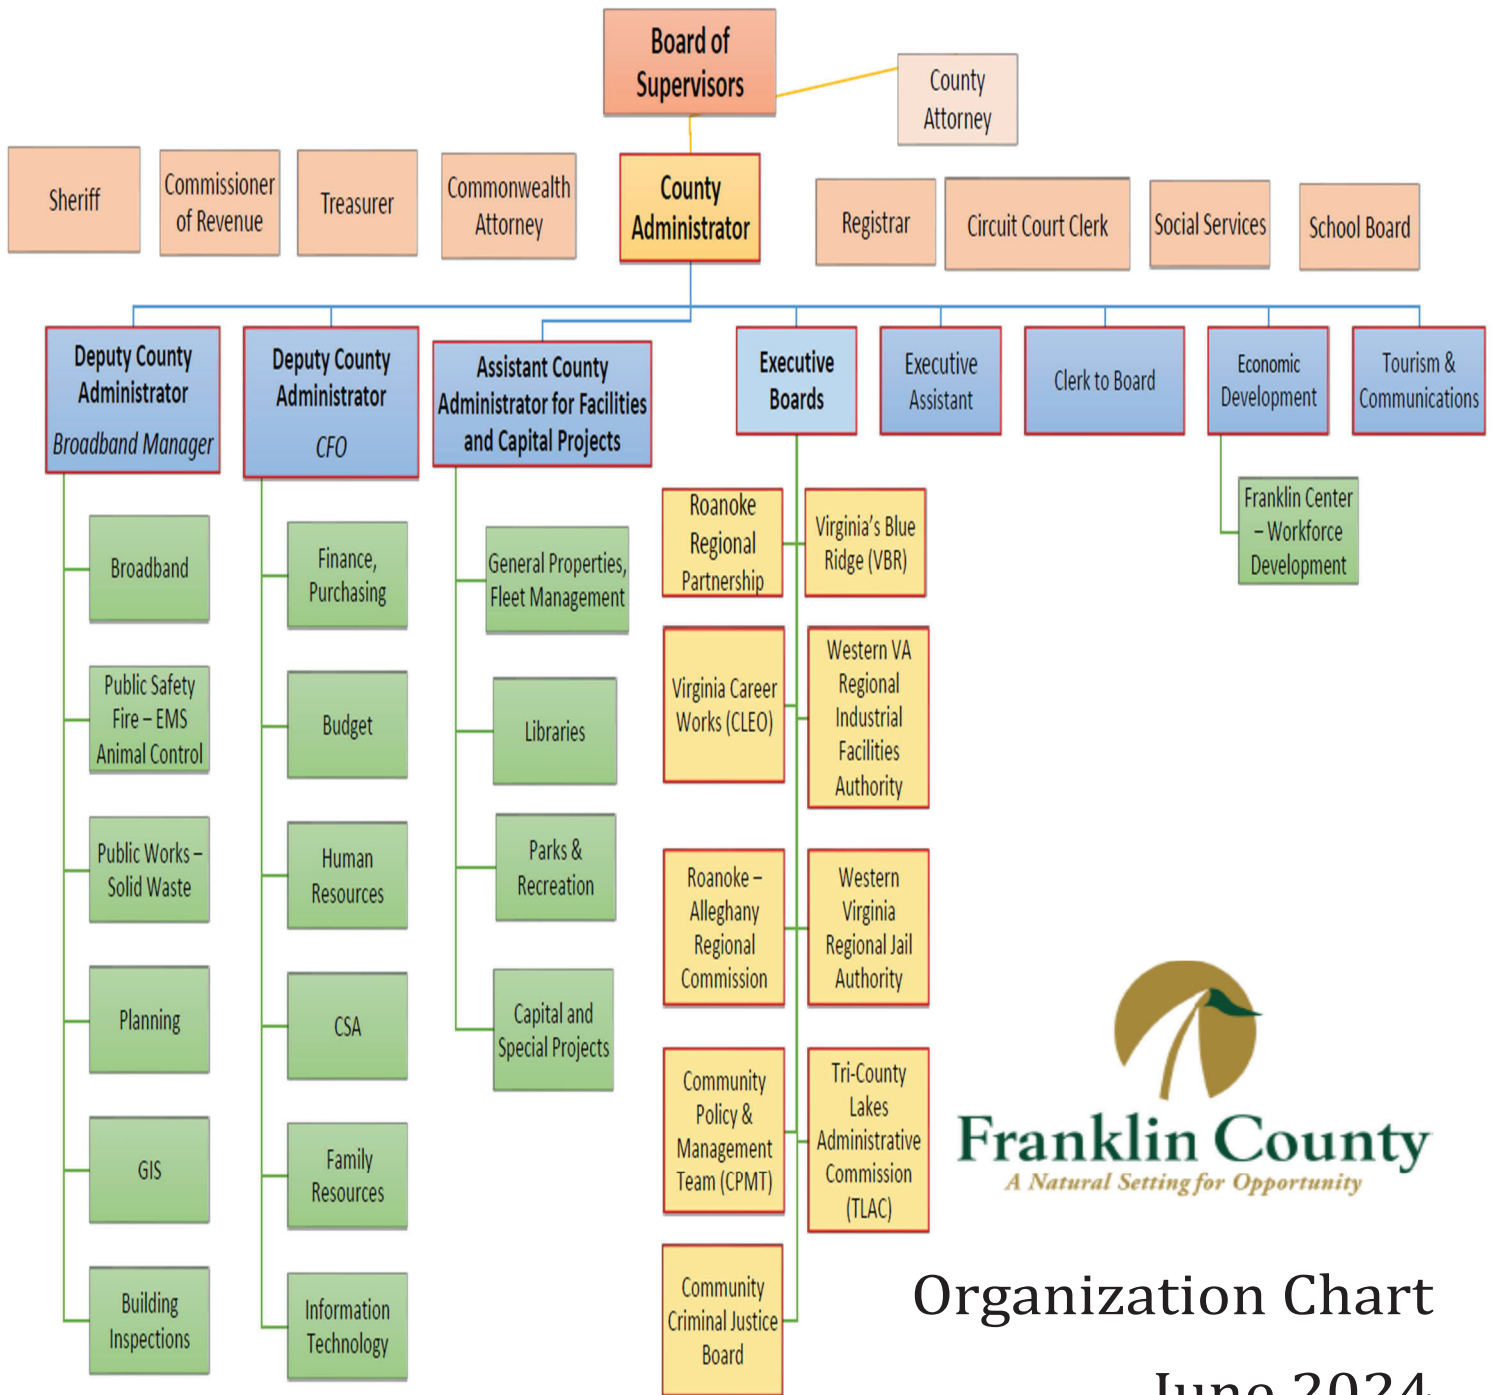 Board of
Supervisors
County
Attorney
Sheriff
Commissioner
of Revenue
Treasurer
Commonwealth
Attorney
County
Administrator
Registrar
Circuit Court Clerk
Social Services
School Board
Deputy County
Administrator
Broadband Manager
Deputy County
Administrator
CFO
Assistant County
Administrator for Facilities
and Capital Projects
Executive
Boards
Executive
Assistant
Clerk to Board
Economic
Development
Tourism &
Communications
Broadband
Public Safety
Fire – EMS
Animal Control
Public Works –
Solid Waste
Planning
GIS
Building
Inspections
Finance,
Purchasing
Budget
Human
Resources
CSA
Family
Resources
Information
Technology
General Properties,
Fleet Management
Libraries
Parks &
Recreation
Capital and
Special Projects
Roanoke
Regional
Partnership
Virginia's Blue
Ridge (VBR)
Virginia Career
Works (CLEO)
Western VA
Regional
Industrial
Facilities
Authority
Roanoke –
Alleghany
Regional
Commission
Western
Virginia
Regional Jail
Authority
Community
Policy &
Management
Team (CPMT)
Tri-County
Lakes
Administrative
Commission
(TLAC)
Community
Criminal Justice
Board
Franklin Center
– Workforce
Development
Franklin County
A Natural Setting for Opportunity
Organization Chart
June 2024